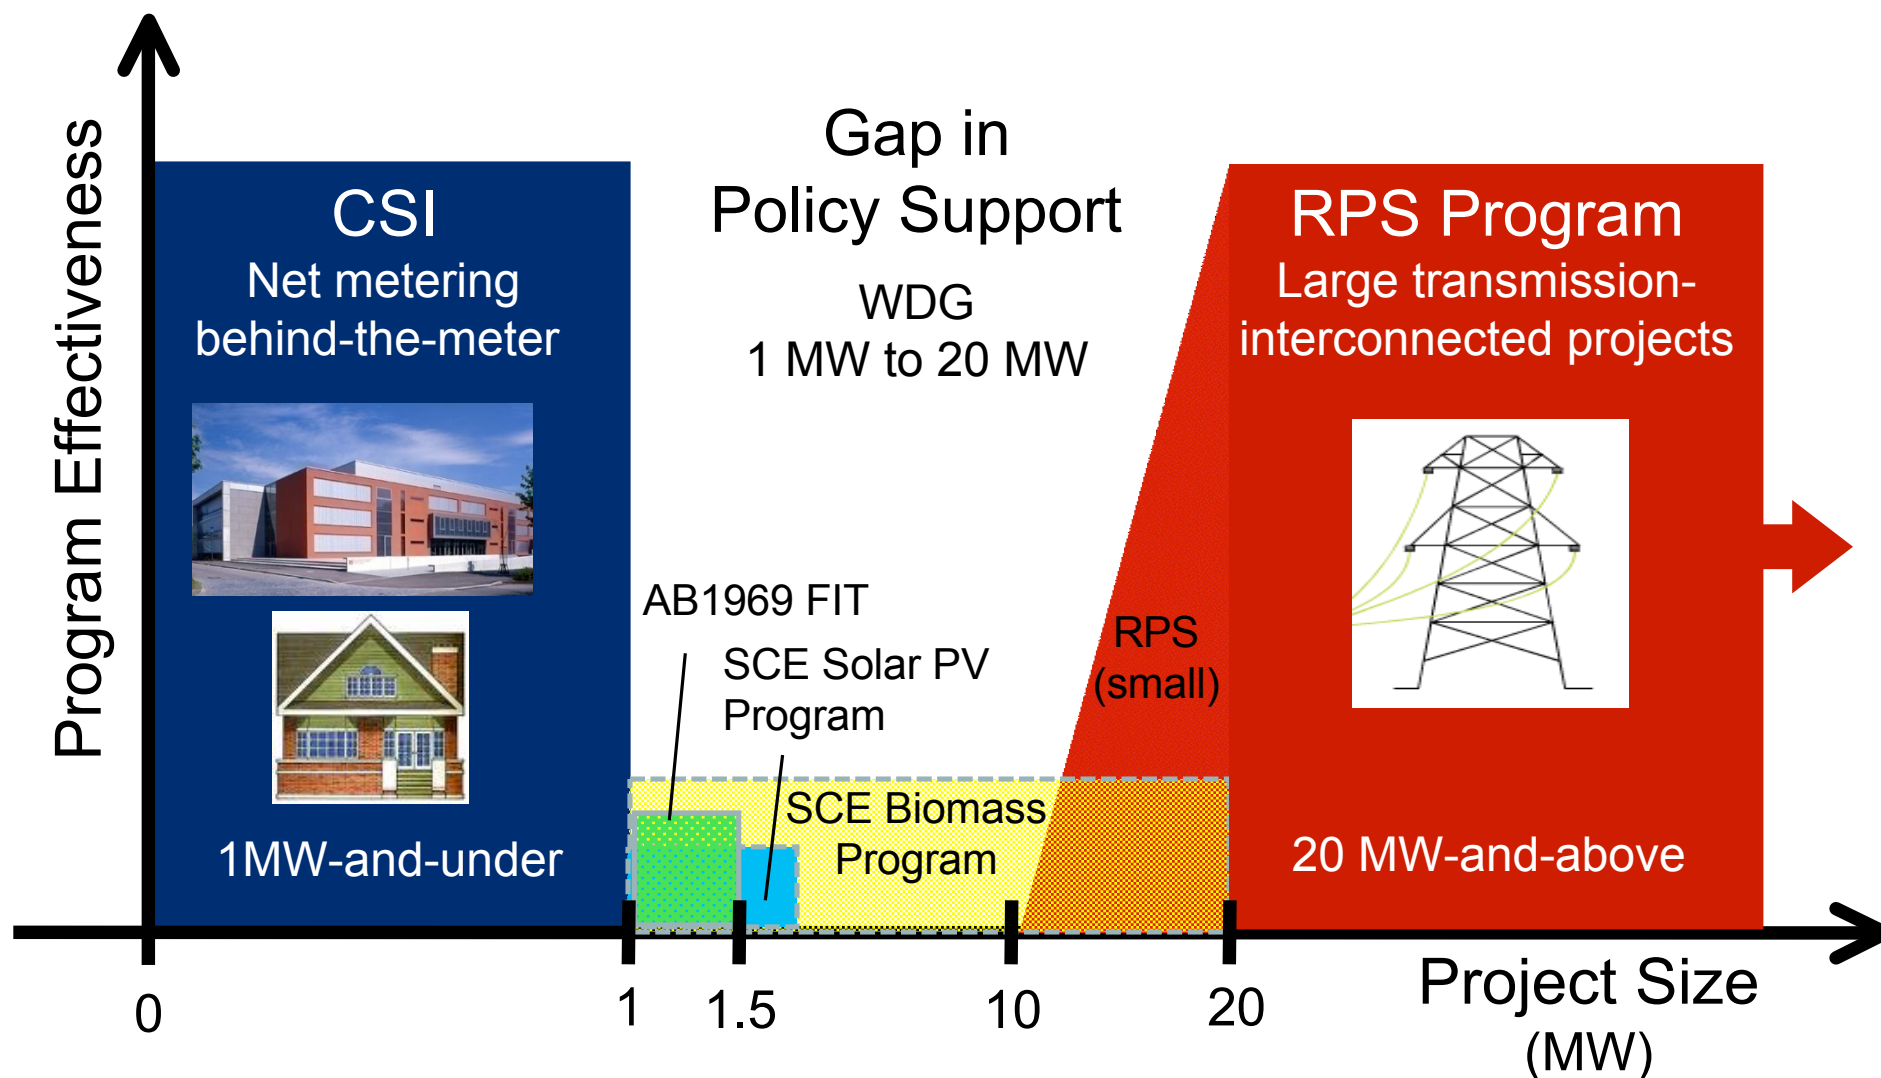 Program Effectiveness
CSI
Net metering
behind-the-meter
1MW-and-under
Gap in
Policy Support
WDG
1 MW to 20 MW
AB1969 FIT
SCE Solar PV
Program
SCE Biomass
Program
RPS
(small)
RPS Program
Large transmission-
interconnected projects
20 MW-and-above
0
1
1.5
10
20
Project Size
(MW)